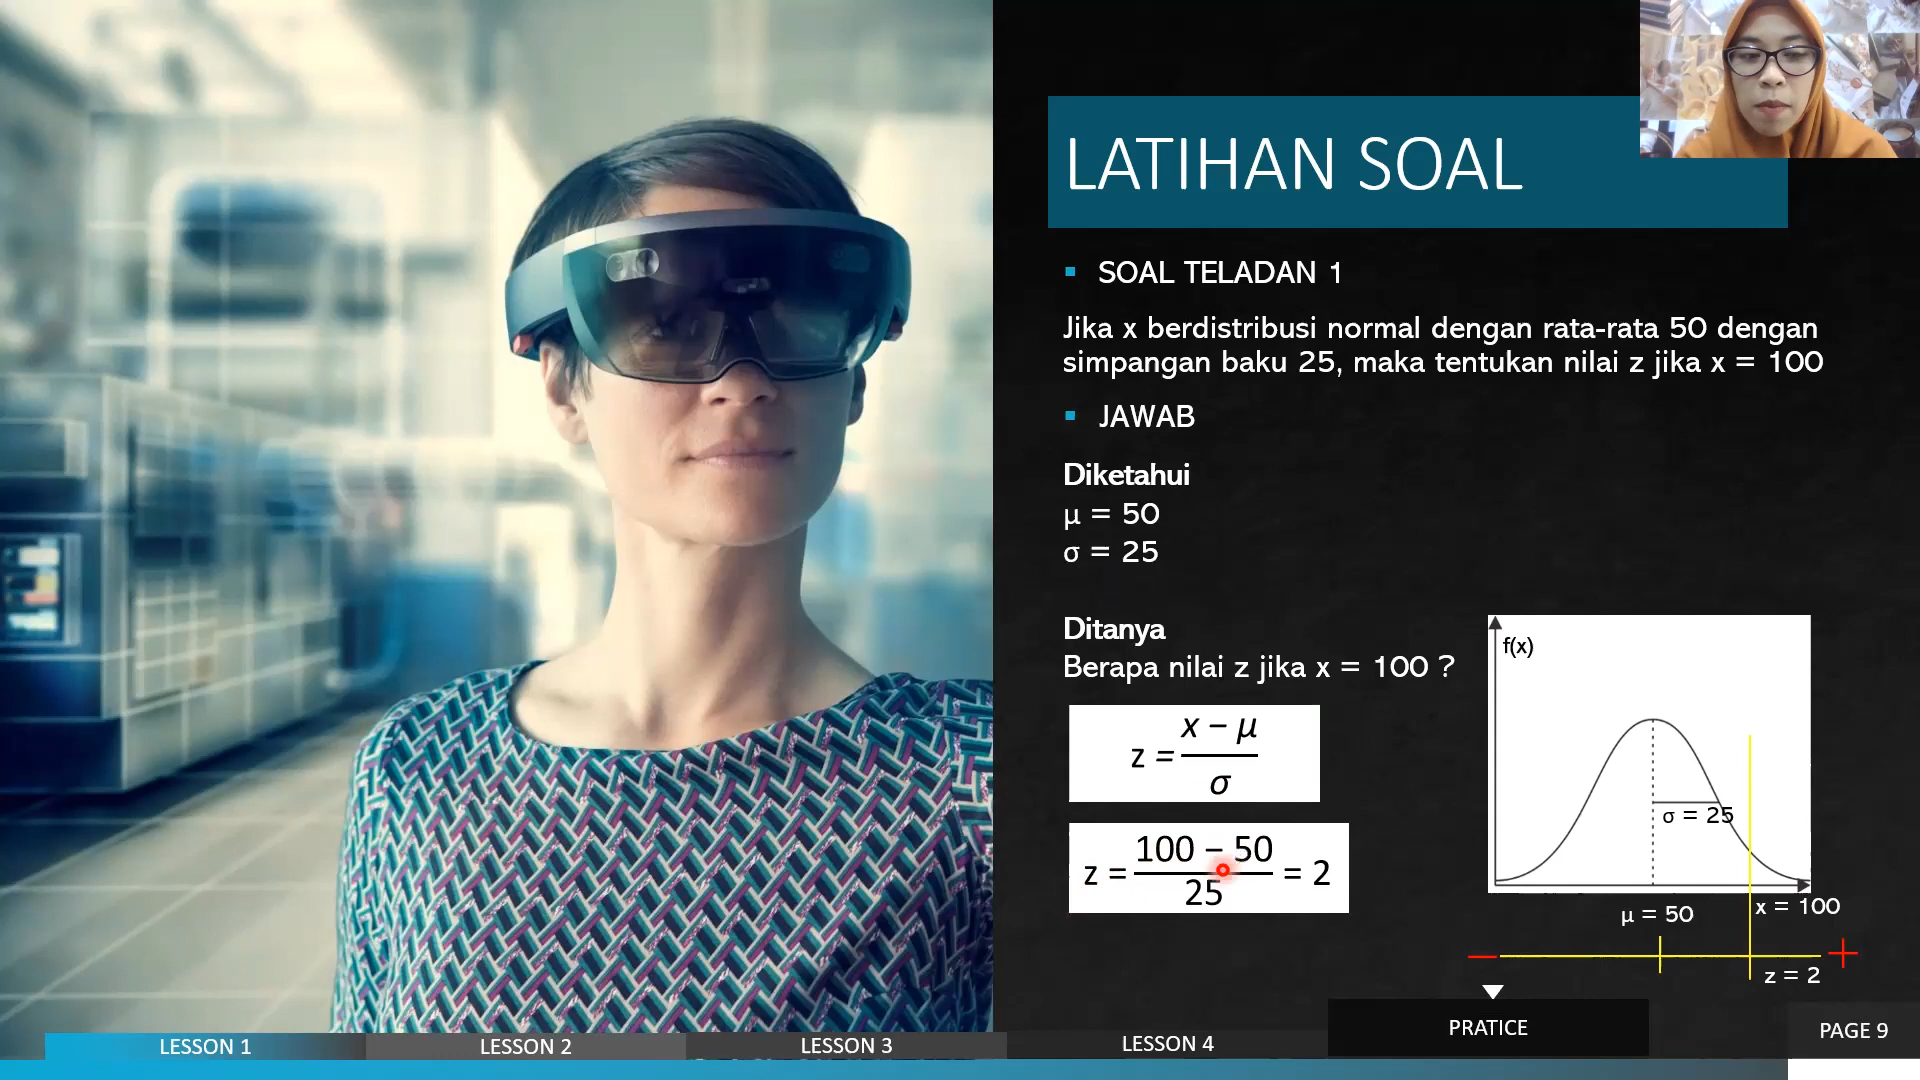 LATIHAN SOAL
SOAL TELADAN 1
Jika x berdistribusi normal dengan rata-rata 50 dengan
simpangan baku 25, maka tentukan nilai z jika x = 100
JAWAB
Diketahui
μ = 50
σ = 25
Ditanya
Berapa nilai z jika x = 100 ?
z = (x − μ) / σ
z = (100 − 50) / 25 = 2
f(x)
σ = 25
μ = 50
x = 100
− +
z = 2
LESSON 1 LESSON 2 LESSON 3 LESSON 4 PRATICE PAGE 9